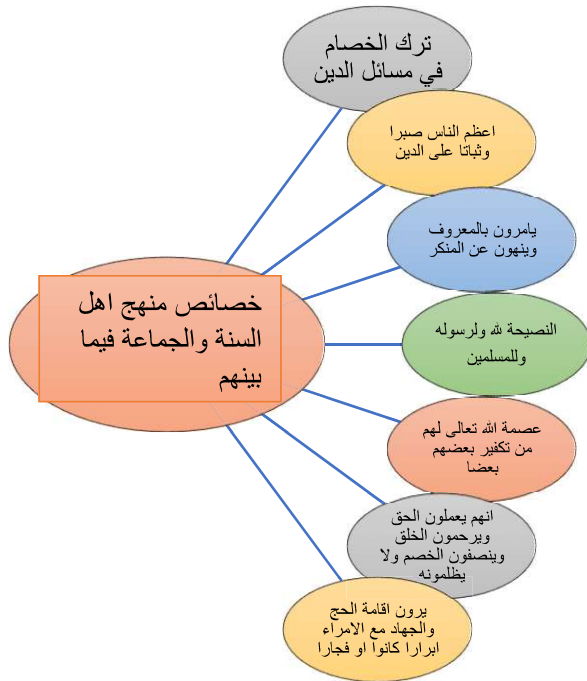 ترك الخصام
في مسائل الدين
اعظم الناس صبرا
وثباتا على الدين
يامرون بالمعروف
وينهون عن المنكر
خصائص منهج اهل
السنة والجماعة فيما
بينهم
النصيحة لله ولرسوله
وللمسلمين
عصمة الله تعالى لهم
من تكفير بعضهم
بعضا
انهم يعملون الحق
ويرحمون الخلق
وينصفون الخصم ولا
يظلمونه
يرون اقامة الحج
والجهاد مع الامراء
ابرارا كانوا او فجارا